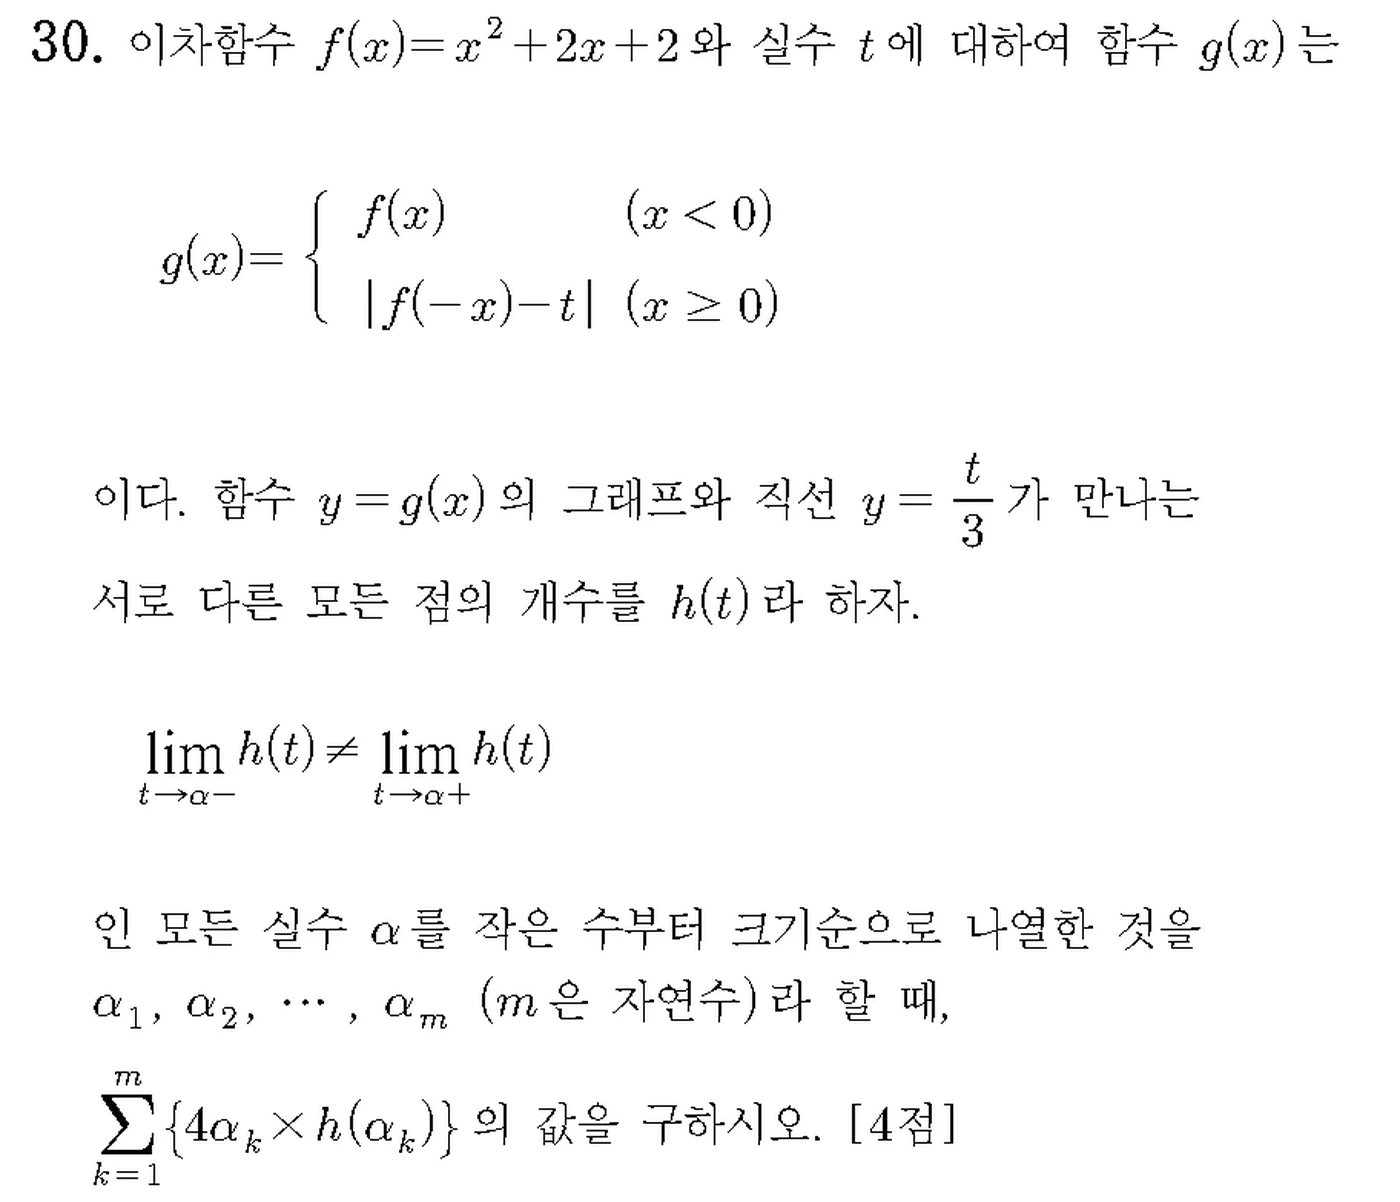 30. 이차함수 f(x)=x²+2x+2와 실수 t에 대하여 함수 g(x)는
g(x)= { f(x) (x < 0)
|f(-x)-t| (x ≥ 0)
이다. 함수 y=g(x)의 그래프와 직선 y= t/3 가 만나는
서로 다른 모든 점의 개수를 h(t)라 하자.
lim_{t→α-} h(t) ≠ lim_{t→α+} h(t)
인 모든 실수 α를 작은 수부터 크기순으로 나열한 것을
α₁, α₂, ⋯ , αₘ (m은 자연수)라 할 때,
∑_{k=1}^{m} {4αₖ×h(αₖ)}의 값을 구하시오. [4점]